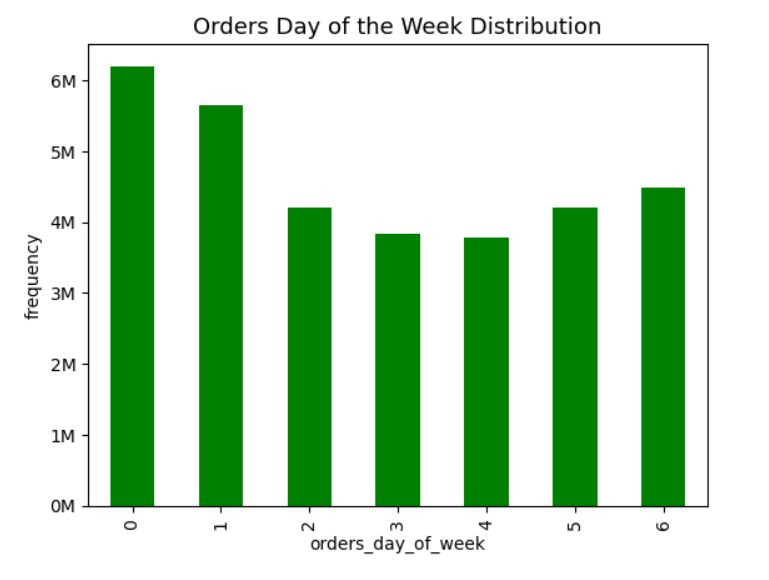 Orders Day of the Week Distribution
frequency
6M
5M
4M
3M
2M
1M
0M
0 1 2 3 4 5 6
orders_day_of_week